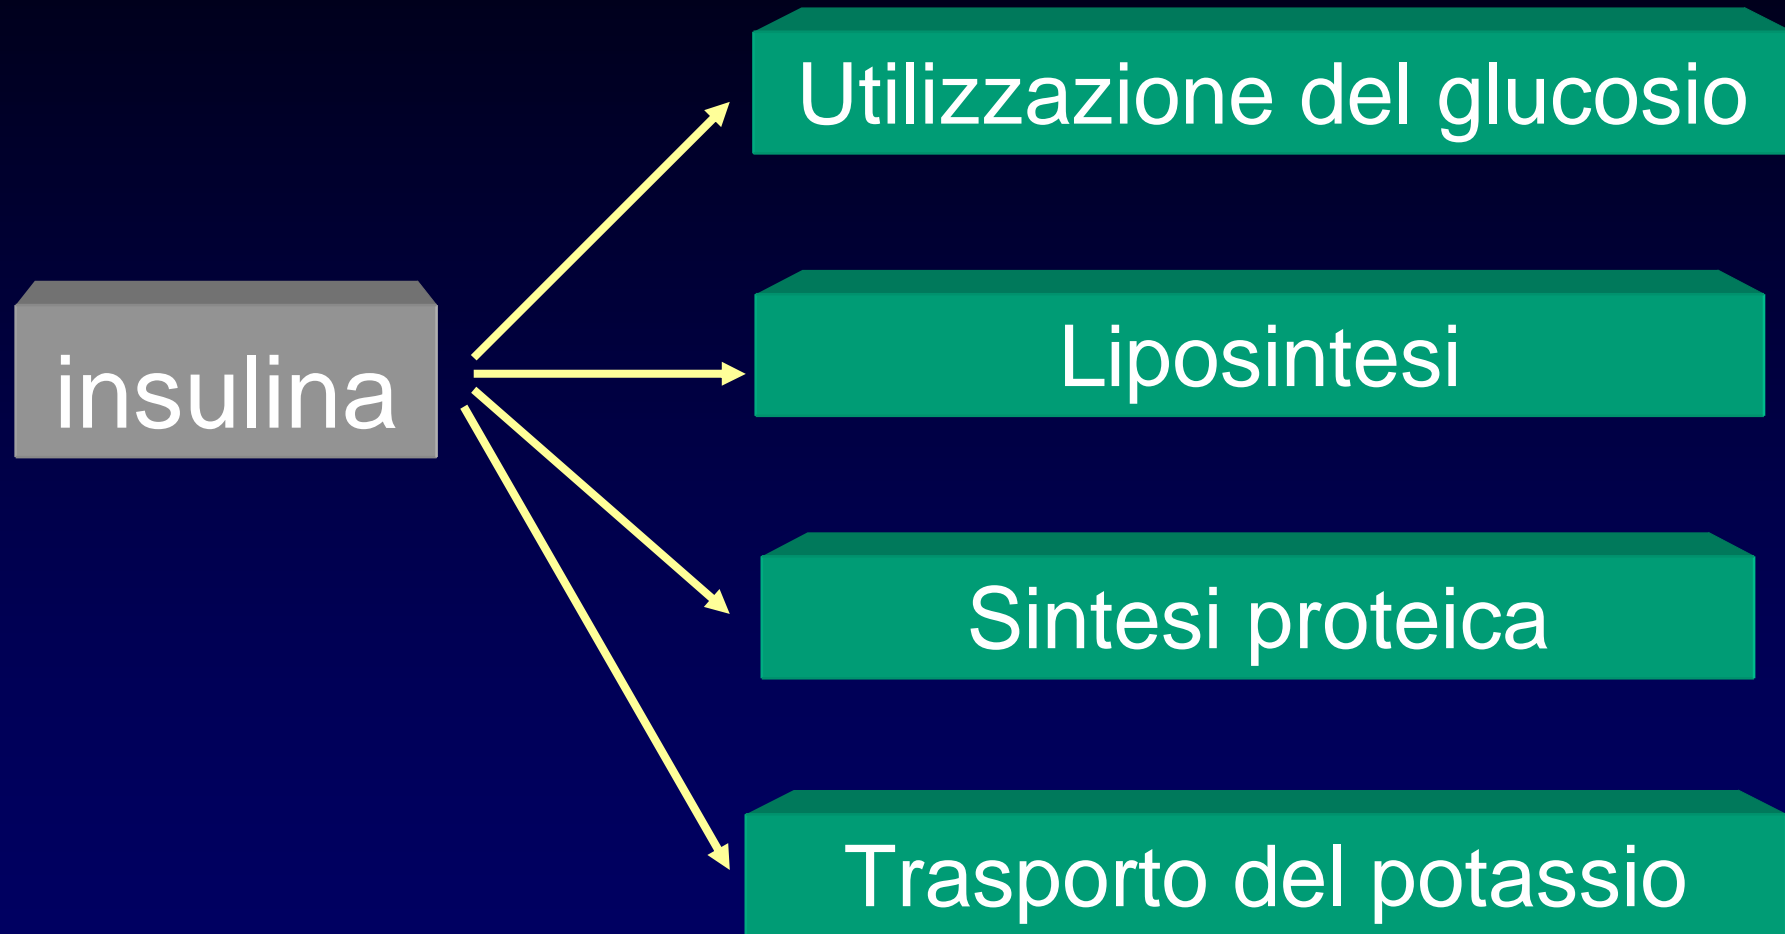 Utilizzazione del glucosio
insulina
Liposintesi
Sintesi proteica
Trasporto del potassio